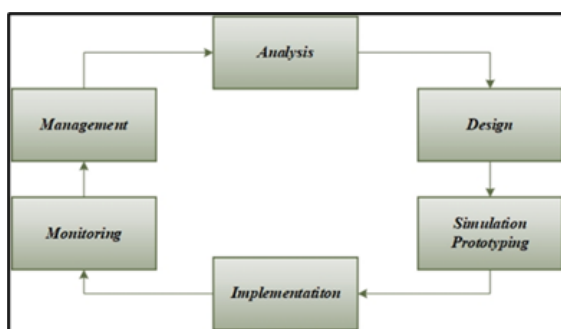 Analysis
Management
Design
Monitoring
Simulation
Prototyping
Implementatiton